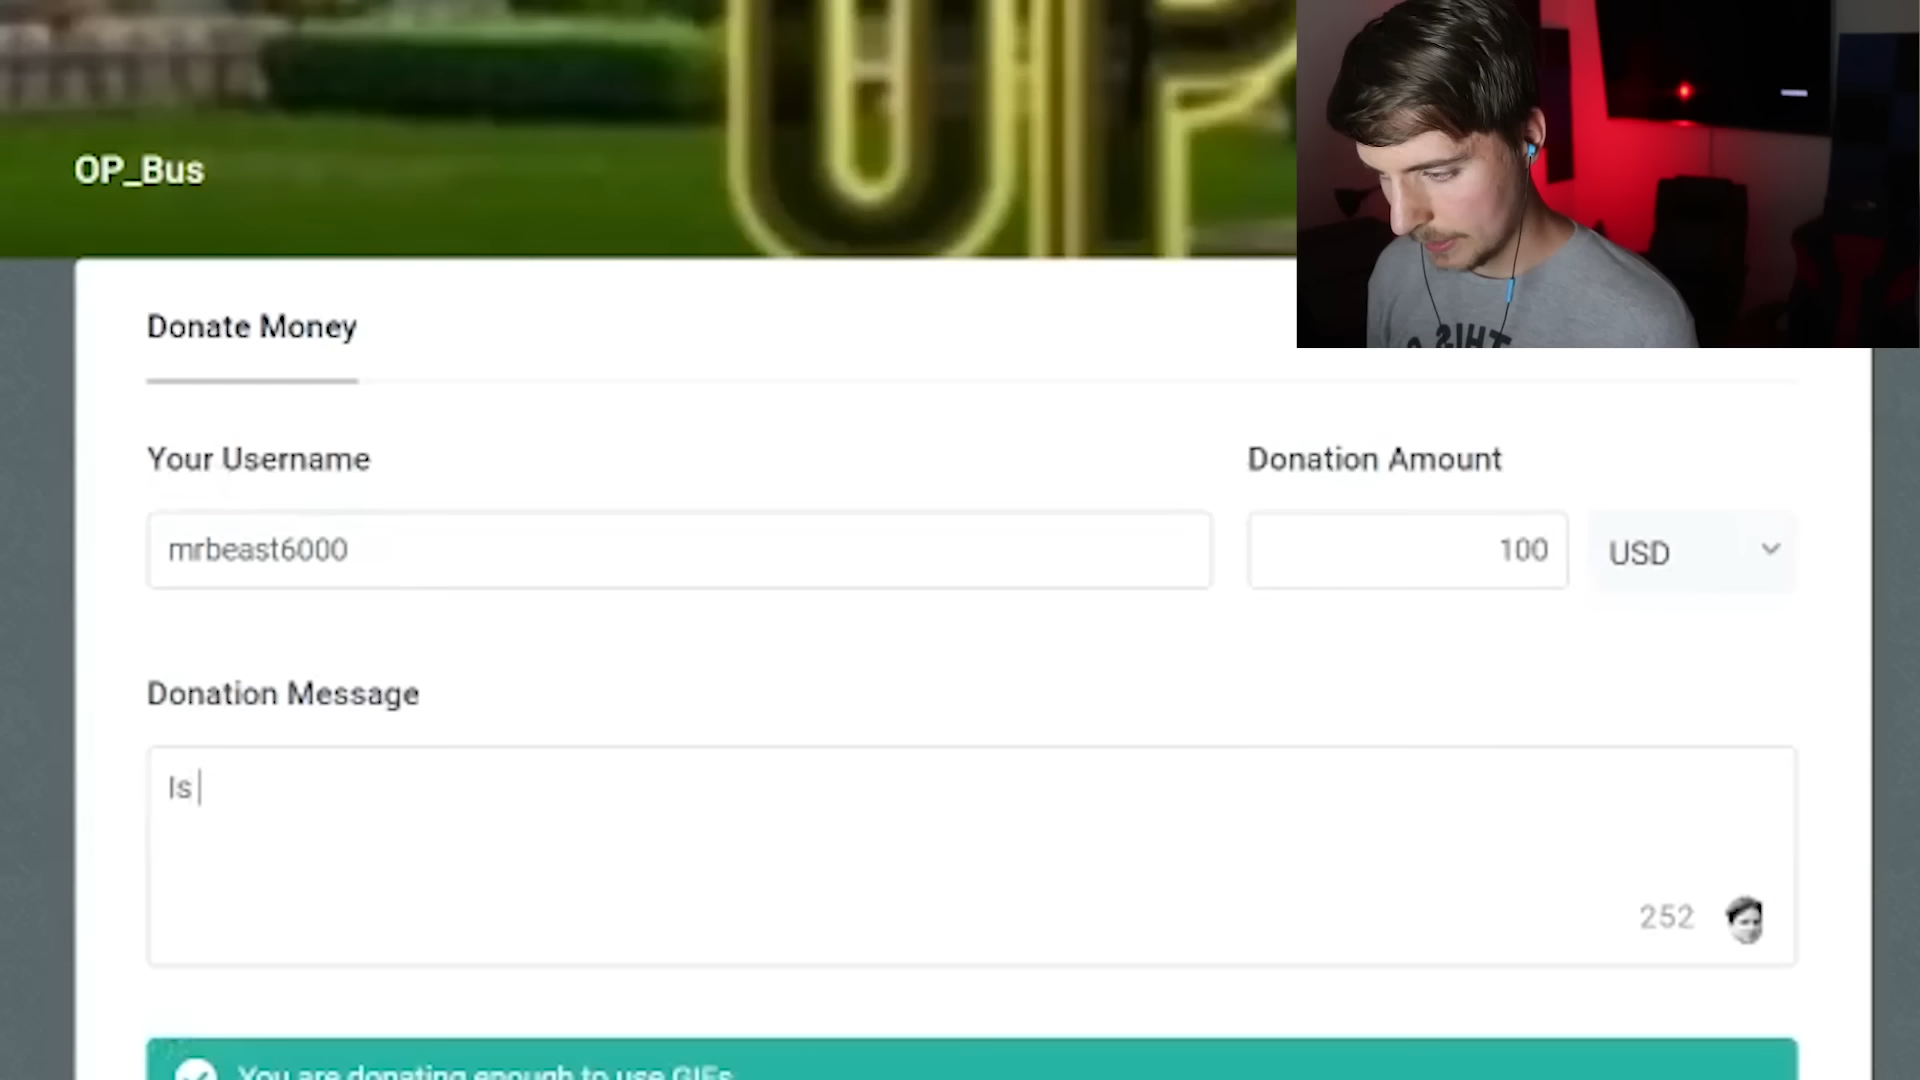 OP
OP_Bus
Donate Money
Your Username
Donation Amount
mrbeast6000
100
USD
Donation Message
Is
252
You are donating enough to use GIFs